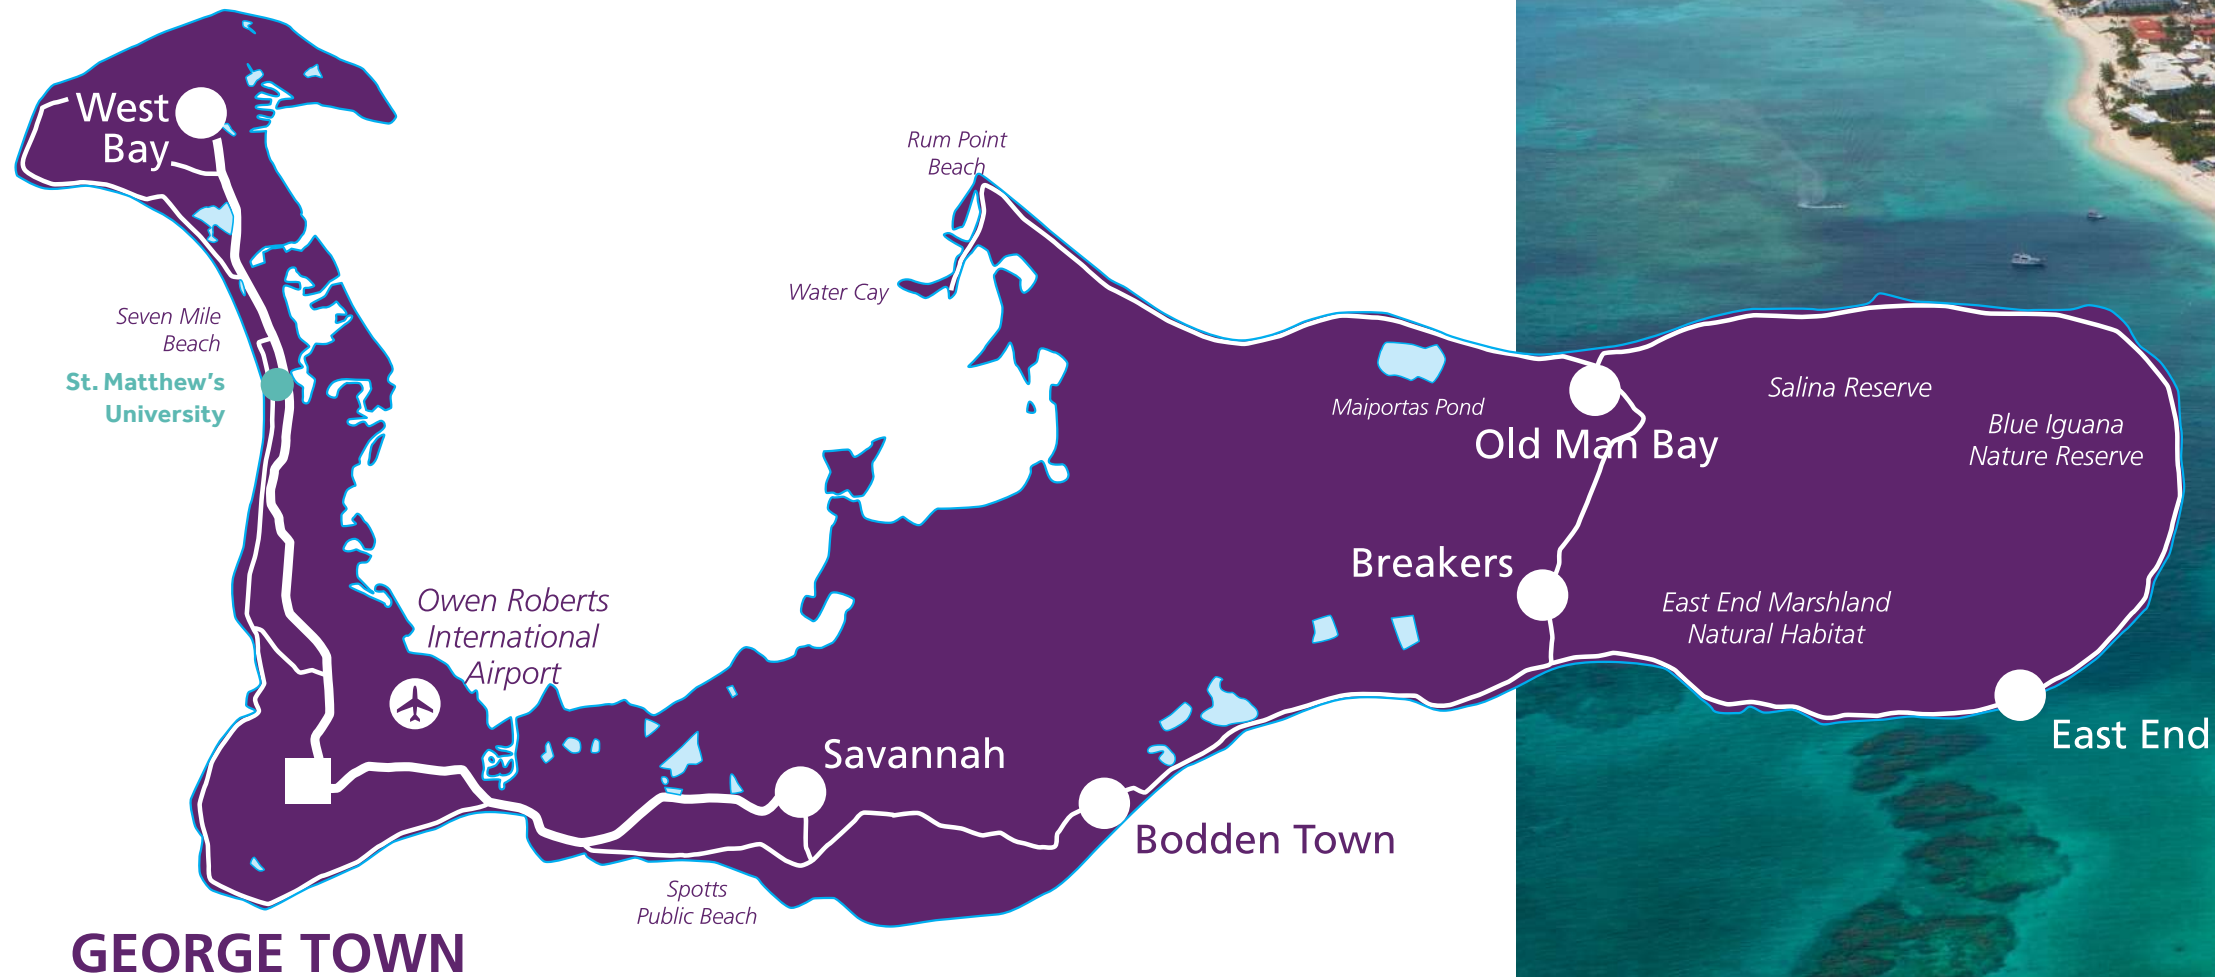 West
Bay
Rum Point
Beach
Water Cay
Seven Mile
Beach
St. Matthew's
University
Maiportas Pond
Salina Reserve
Old Man Bay
Blue Iguana
Nature Reserve
Breakers
East End Marshland
Natural Habitat
Owen Roberts
International
Airport
Savannah
East End
Bodden Town
Spotts
Public Beach
GEORGE TOWN